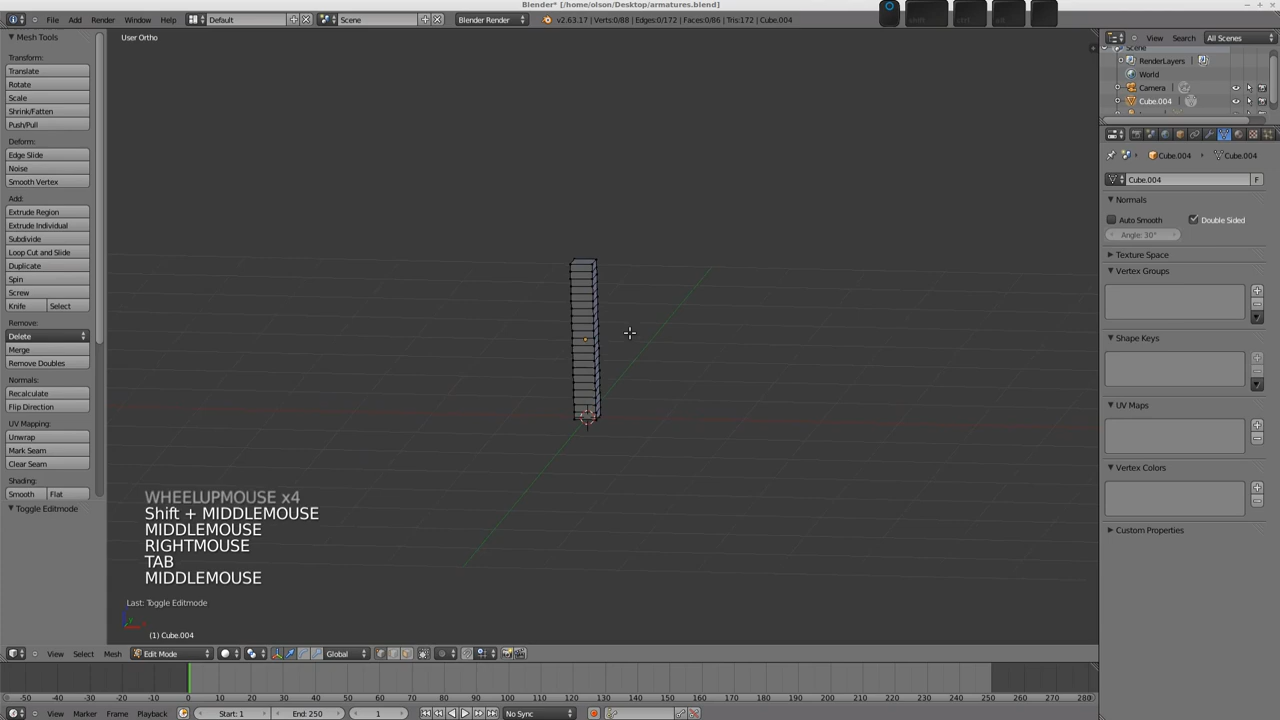 Blender* [/home/olson/Desktop/armatures.blend]
File Add Render Window Help Default Scene Blender Render v2.63.17 | Verts:0/88 | Edges:0/172 | Faces:0/86 | Tris:172 | Cube.004
shift ctrl alt
Mesh Tools
Transform:
Translate
Rotate
Scale
Shrink/Fatten
Push/Pull
Deform:
Edge Slide
Noise
Smooth Vertex
Add:
Extrude Region
Extrude Individual
Subdivide
Loop Cut and Slide
Duplicate
Spin
Screw
Knife Select
Remove:
Delete
Merge
Remove Doubles
Normals:
Recalculate
Flip Direction
UV Mapping:
Unwrap
Mark Seam
Clear Seam
Shading:
Smooth Flat
Toggle Editmode
User Ortho
WHEELUPMOUSE x4
Shift + MIDDLEMOUSE
MIDDLEMOUSE
RIGHTMOUSE
TAB
MIDDLEMOUSE
Last: Toggle Editmode
(1) Cube.004
View Search All Scenes
Scene
RenderLayers
World
Camera
Cube.004
Cube.004 Cube.004
Cube.004 F
Normals
Auto Smooth Double Sided
Angle: 30°
Texture Space
Vertex Groups
Shape Keys
UV Maps
Vertex Colors
Custom Properties
View Select Mesh Edit Mode Global
-50 -40 -30 -20 -10 0 10 20 30 40 50 60 70 80 90 100 110 120 130 140 150 160 170 180 190 200 210 220 230 240 250 260 270 280
View Marker Frame Playback Start: 1 End: 250 1 No Sync